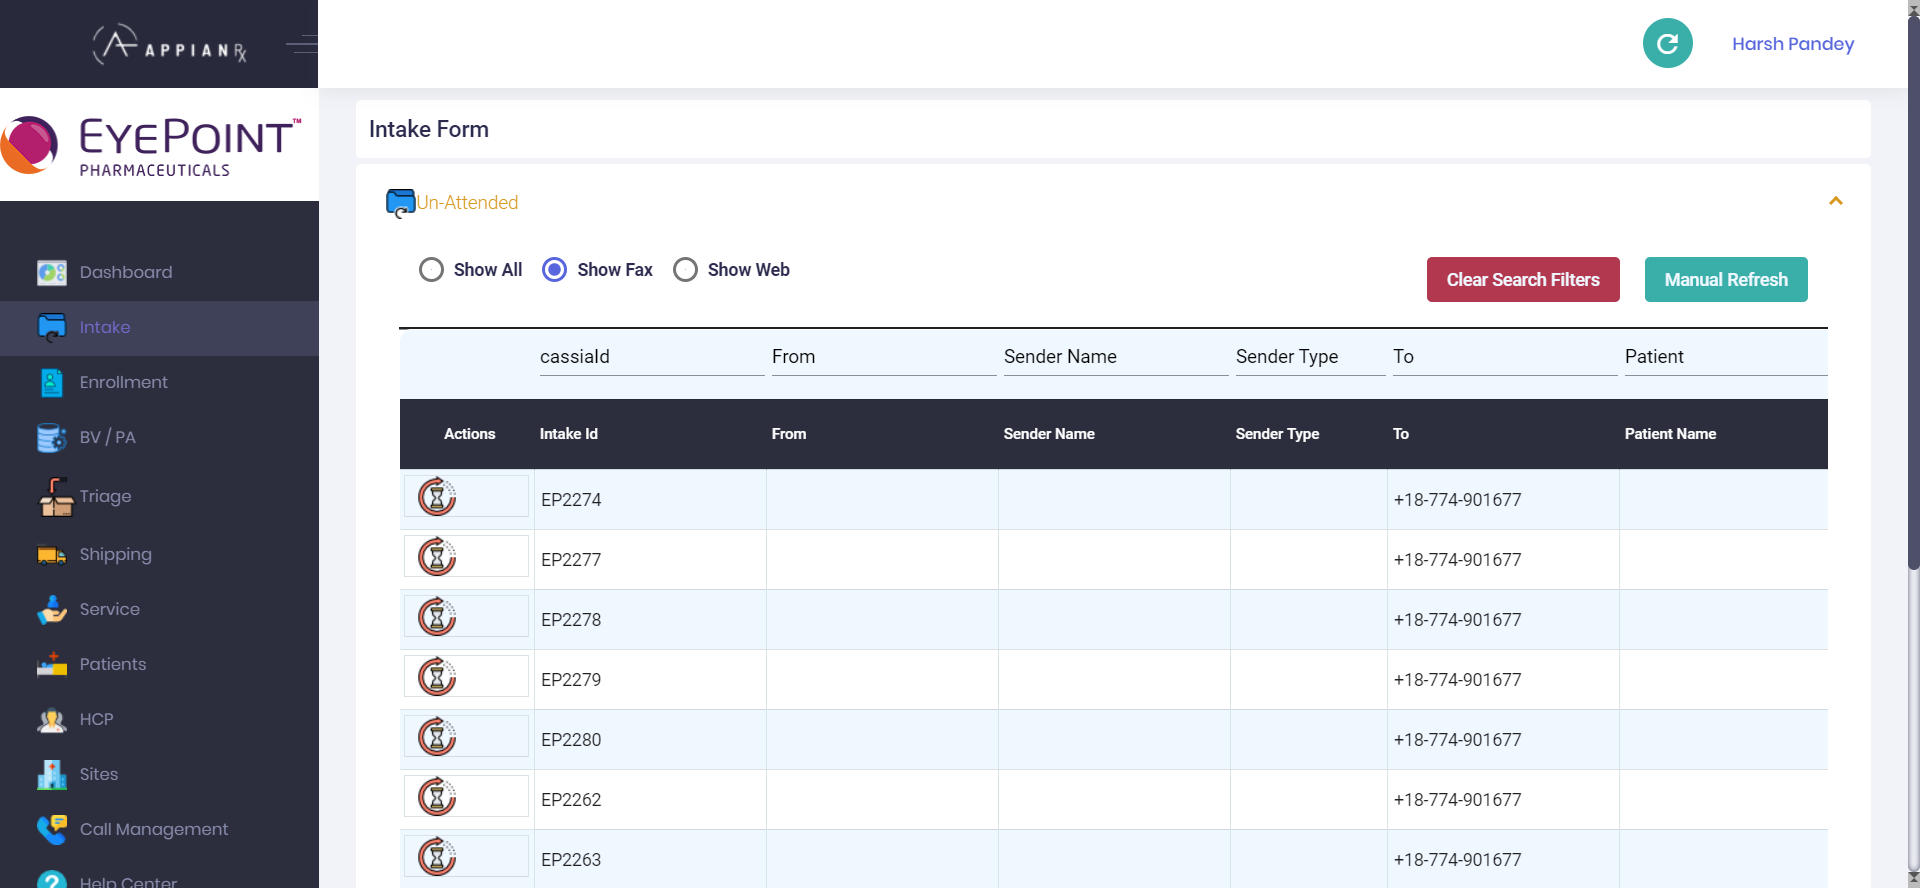 APPIANRX
Harsh Pandey
EYEPOINT™
PHARMACEUTICALS
Intake Form
Un-Attended
Show All Show Fax Show Web
Clear Search Filters Manual Refresh
cassiaId From Sender Name Sender Type To Patient
Actions Intake Id From Sender Name Sender Type To Patient Name
EP2274 +18-774-901677
EP2277 +18-774-901677
EP2278 +18-774-901677
EP2279 +18-774-901677
EP2280 +18-774-901677
EP2262 +18-774-901677
EP2263 +18-774-901677
Dashboard
Intake
Enrollment
BV / PA
Triage
Shipping
Service
Patients
HCP
Sites
Call Management
Help Center